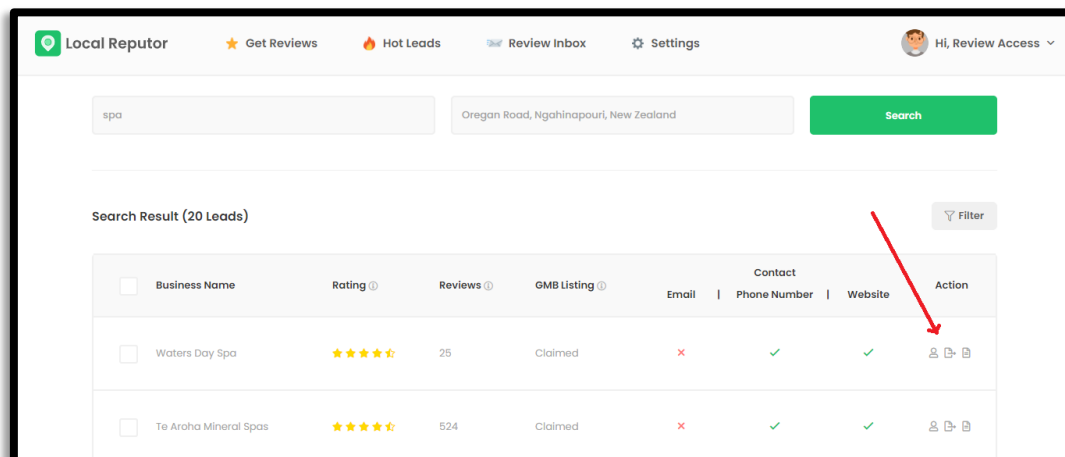 Local Reputor Get Reviews Hot Leads Review Inbox Settings Hi, Review Access
spa Oregan Road, Ngahinapouri, New Zealand Search
Search Result (20 Leads) Filter
Contact
Business Name Rating Reviews GMB Listing Email | Phone Number | Website Action
Waters Day Spa 25 Claimed
Te Aroha Mineral Spas 524 Claimed